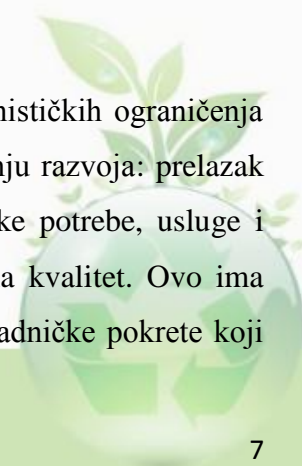 nističkih ograničenja
nju razvoja: prelazak
ke potrebe, usluge i
a kvalitet. Ovo ima
adničke pokrete koji
7